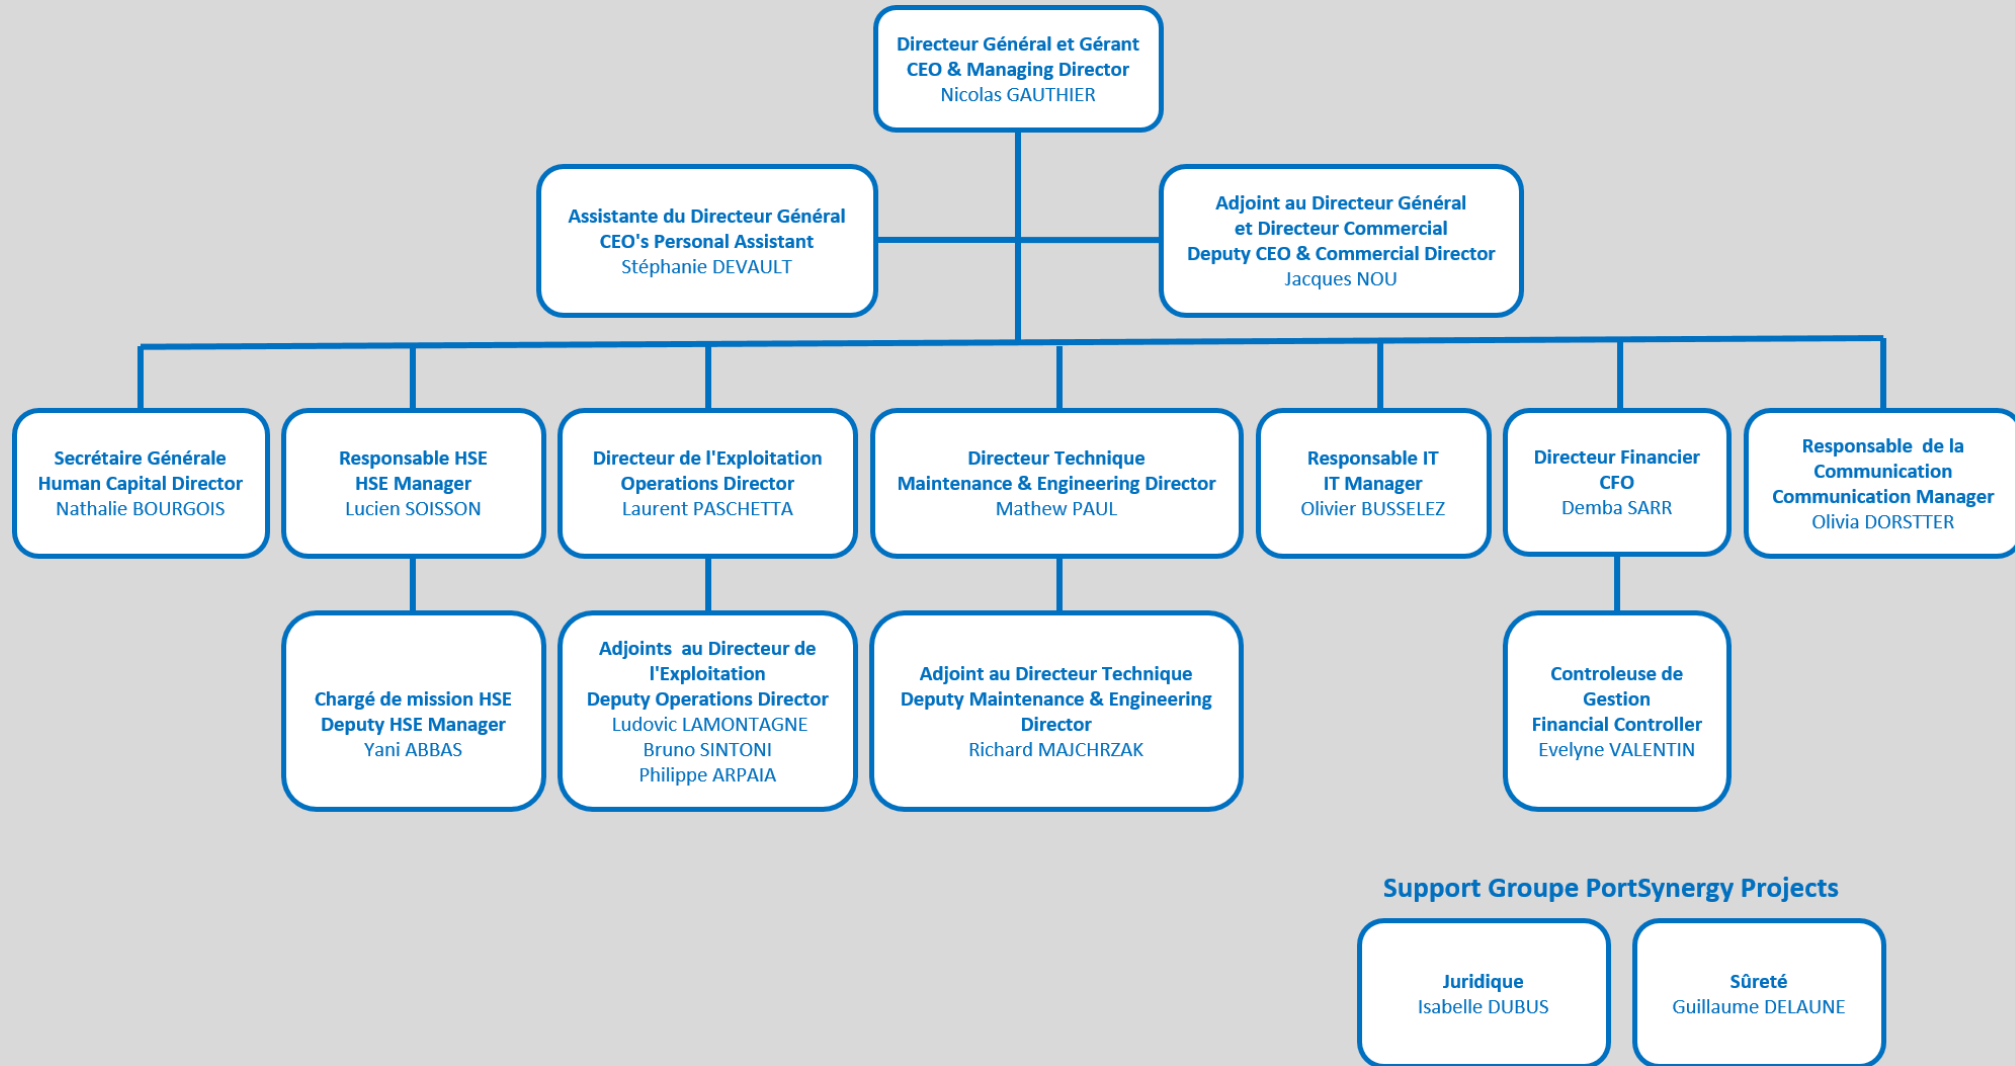 Directeur Général et Gérant
CEO & Managing Director
Nicolas GAUTHIER
Assistante du Directeur Général
CEO's Personal Assistant
Stéphanie DEVAULT
Adjoint au Directeur Général
et Directeur Commercial
Deputy CEO & Commercial Director
Jacques NOU
Secrétaire Générale
Human Capital Director
Nathalie BOURGOIS
Responsable HSE
HSE Manager
Lucien SOISSON
Directeur de l'Exploitation
Operations Director
Laurent PASCHETTA
Directeur Technique
Maintenance & Engineering Director
Mathew PAUL
Responsable IT
IT Manager
Olivier BUSSELEZ
Directeur Financier
CFO
Demba SARR
Responsable  de la
Communication
Communication Manager
Olivia DORSTTER
Chargé de mission HSE
Deputy HSE Manager
Yani ABBAS
Adjoints  au Directeur de
l'Exploitation
Deputy Operations Director
Ludovic LAMONTAGNE
Bruno SINTONI
Philippe ARPAIA
Adjoint au Directeur Technique
Deputy Maintenance & Engineering
Director
Richard MAJCHRZAK
Controleuse de
Gestion
Financial Controller
Evelyne VALENTIN
Support Groupe PortSynergy Projects
Juridique
Isabelle DUBUS
Sûreté
Guillaume DELAUNE